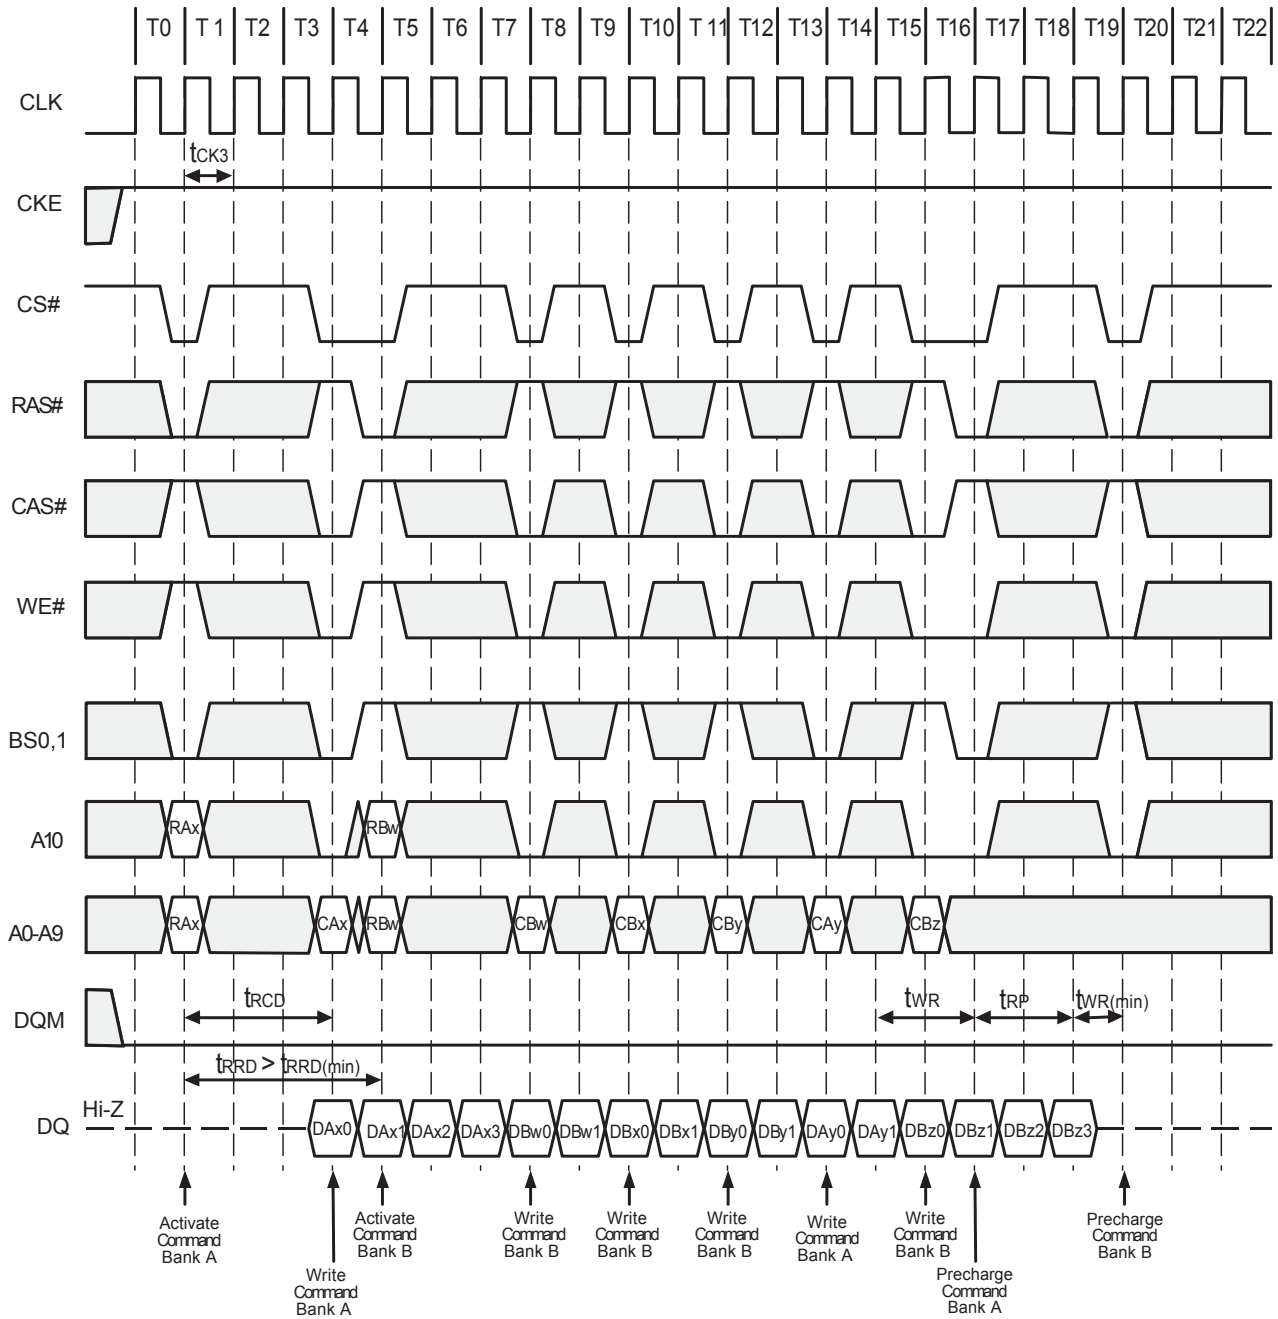 T0 T 1 T2 T3 T4 T5 T6 T7 T8 T9 T10 T 11 T12 T13 T14 T15 T16 T17 T18 T19 T20 T21 T22
CLK
tCK3
CKE
CS#
RAS#
CAS#
WE#
BS0,1
A10
RAx RBw
A0-A9
RAx CAx RBw CBw CBx CBy CAy CBz
DQM
tRCD tWR tRP tWR(min)
tRRD > tRRD(min)
DQ
Hi-Z
DAx0 DAx1 DAx2 DAx3 DBw0 DBw1 DBx0 DBx1 DBy0 DBy1 DAy0 DAy1 DBz0 DBz1 DBz2 DBz3
Activate
Command
Bank A
Write
Command
Bank A
Activate
Command
Bank B
Write
Command
Bank B
Write
Command
Bank B
Write
Command
Bank B
Write
Command
Bank A
Write
Command
Bank B
Precharge
Command
Bank A
Precharge
Command
Bank B